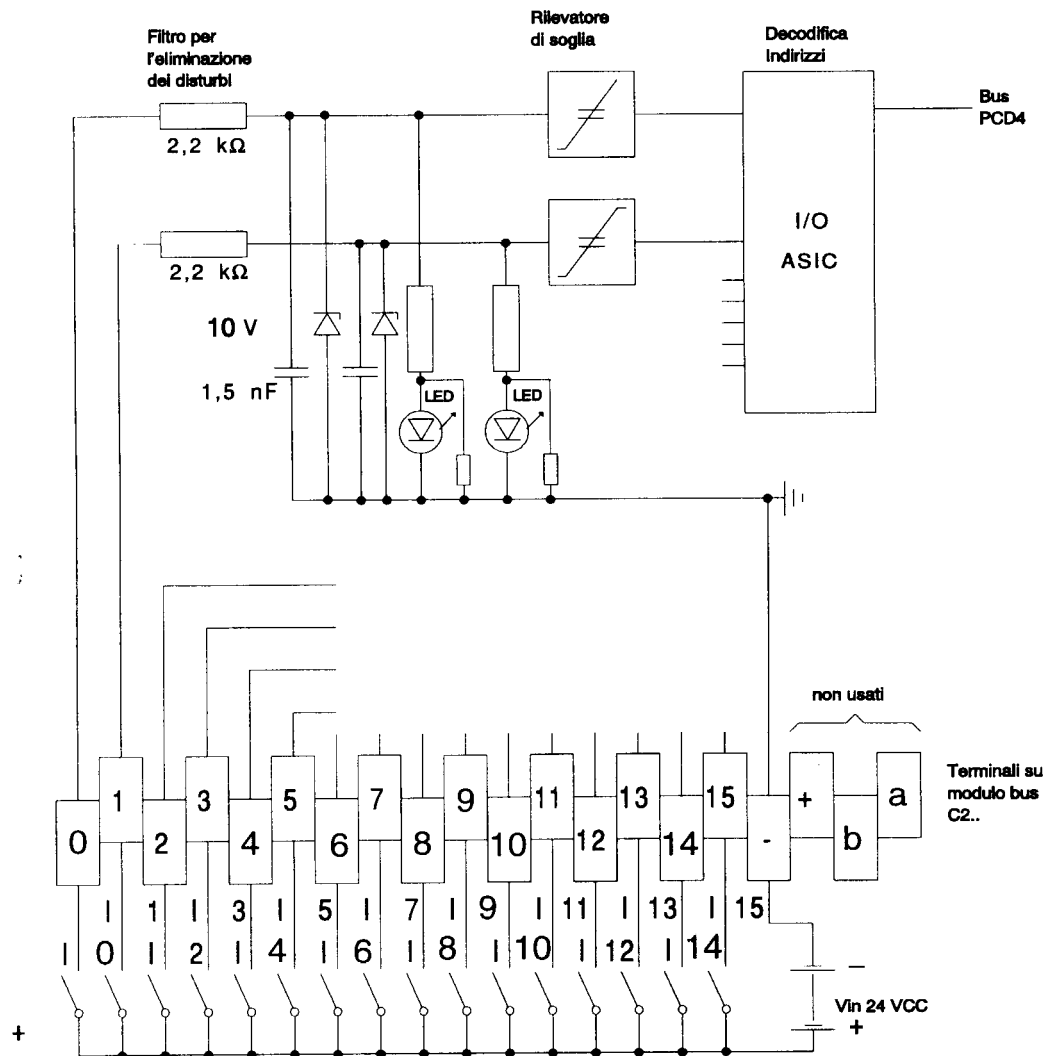 Rilevatore
di soglia
Filtro per
l'eliminazione
dei disturbi
Decodifica
Indirizzi
Bus
PCD4
2,2 kΩ
2,2 kΩ
I/O
ASIC
10 V
1,5 nF
LED
LED
non usati
Terminali su
modulo bus
C2..
1 3 5 7 9 11 13 15 + a
0 2 4 6 8 10 12 14 - b
I 1 I 3 I 5 I 7 I 9 I 11 I 13 I 15
I 0 I 2 I 4 I 6 I 8 I 10 I 12 I 14
−
Vin 24 VCC
+
+